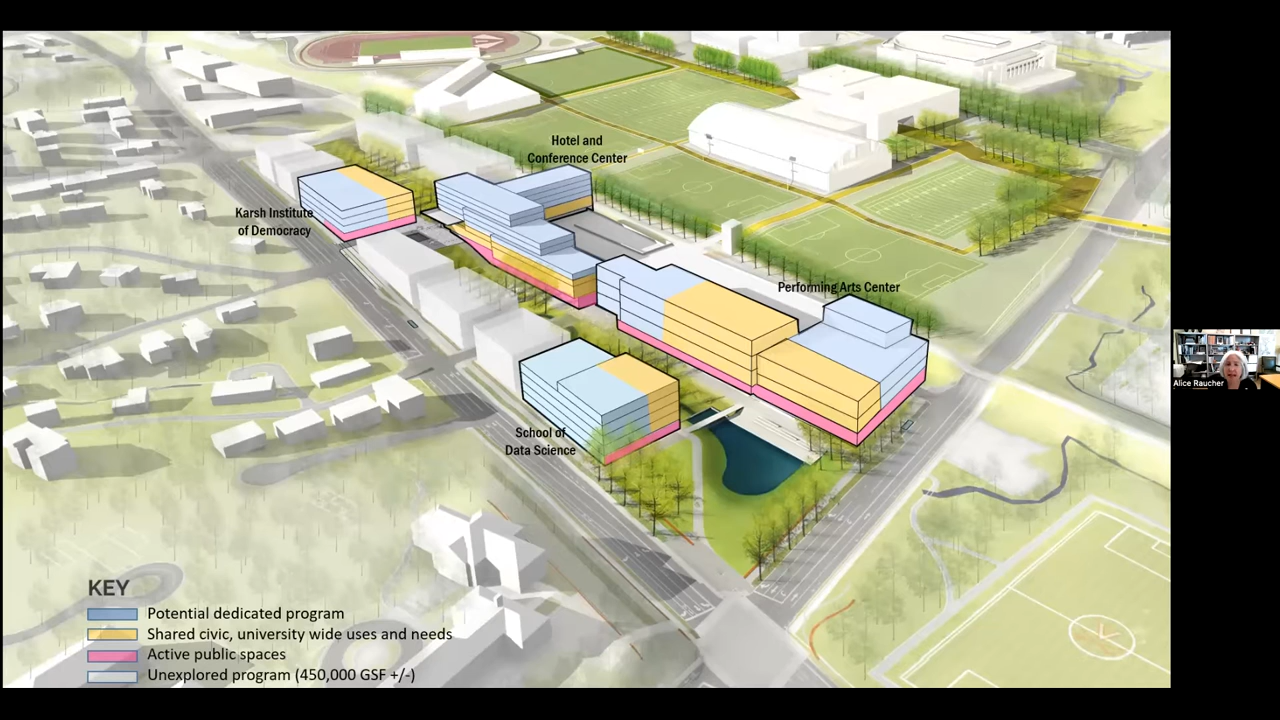 Hotel and
Conference Center
Karsh Institute
of Democracy
Performing Arts Center
School of
Data Science
Alice Raucher
KEY
Potential dedicated program
Shared civic, university wide uses and needs
Active public spaces
Unexplored program (450,000 GSF +/-)